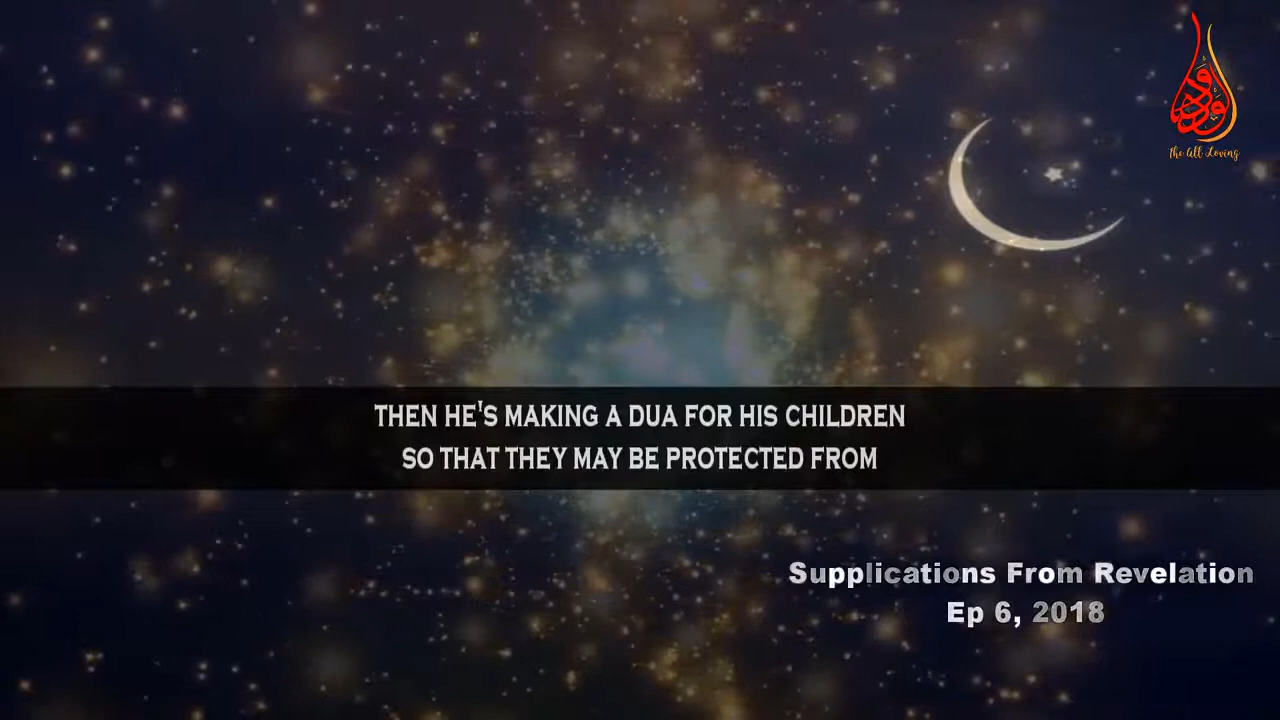 ودود
The All Loving
THEN HE'S MAKING A DUA FOR HIS CHILDREN
SO THAT THEY MAY BE PROTECTED FROM
Supplications From Revelation
Ep 6, 2018